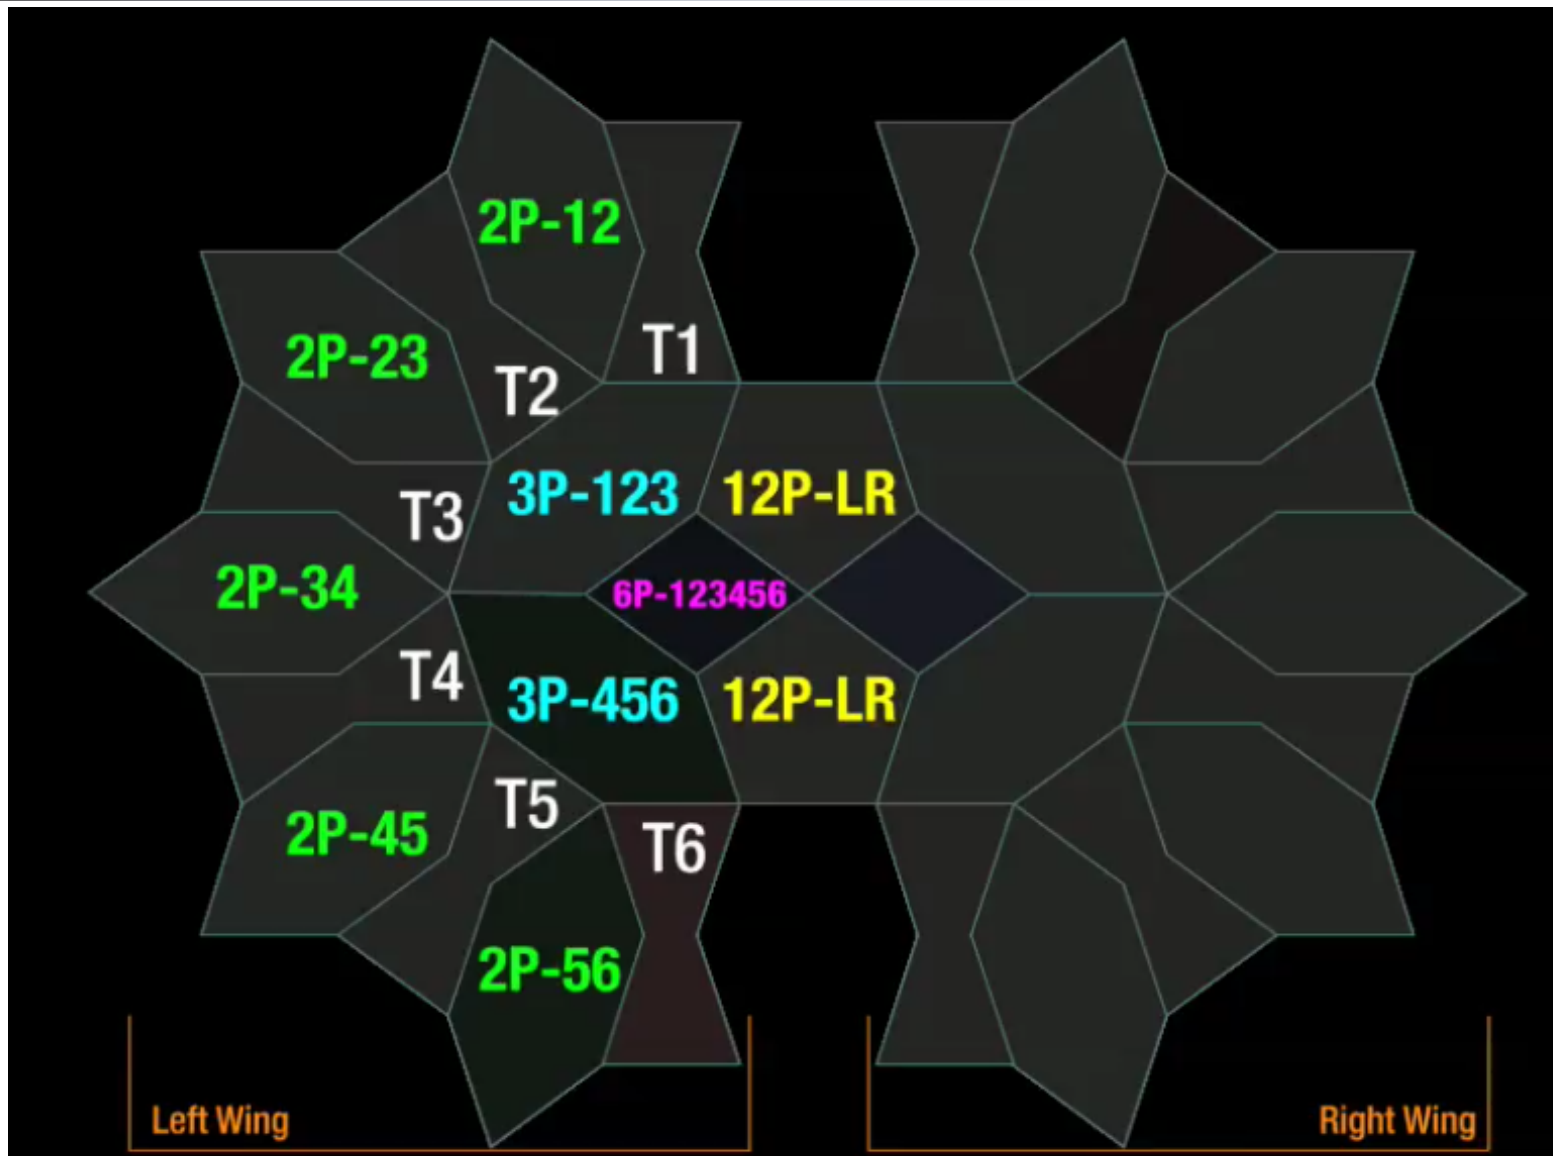 2P-12
T1
2P-23
T2
3P-123
12P-LR
T3
2P-34
6P-123456
T4
3P-456
12P-LR
T5
2P-45
T6
2P-56
Left Wing
Right Wing